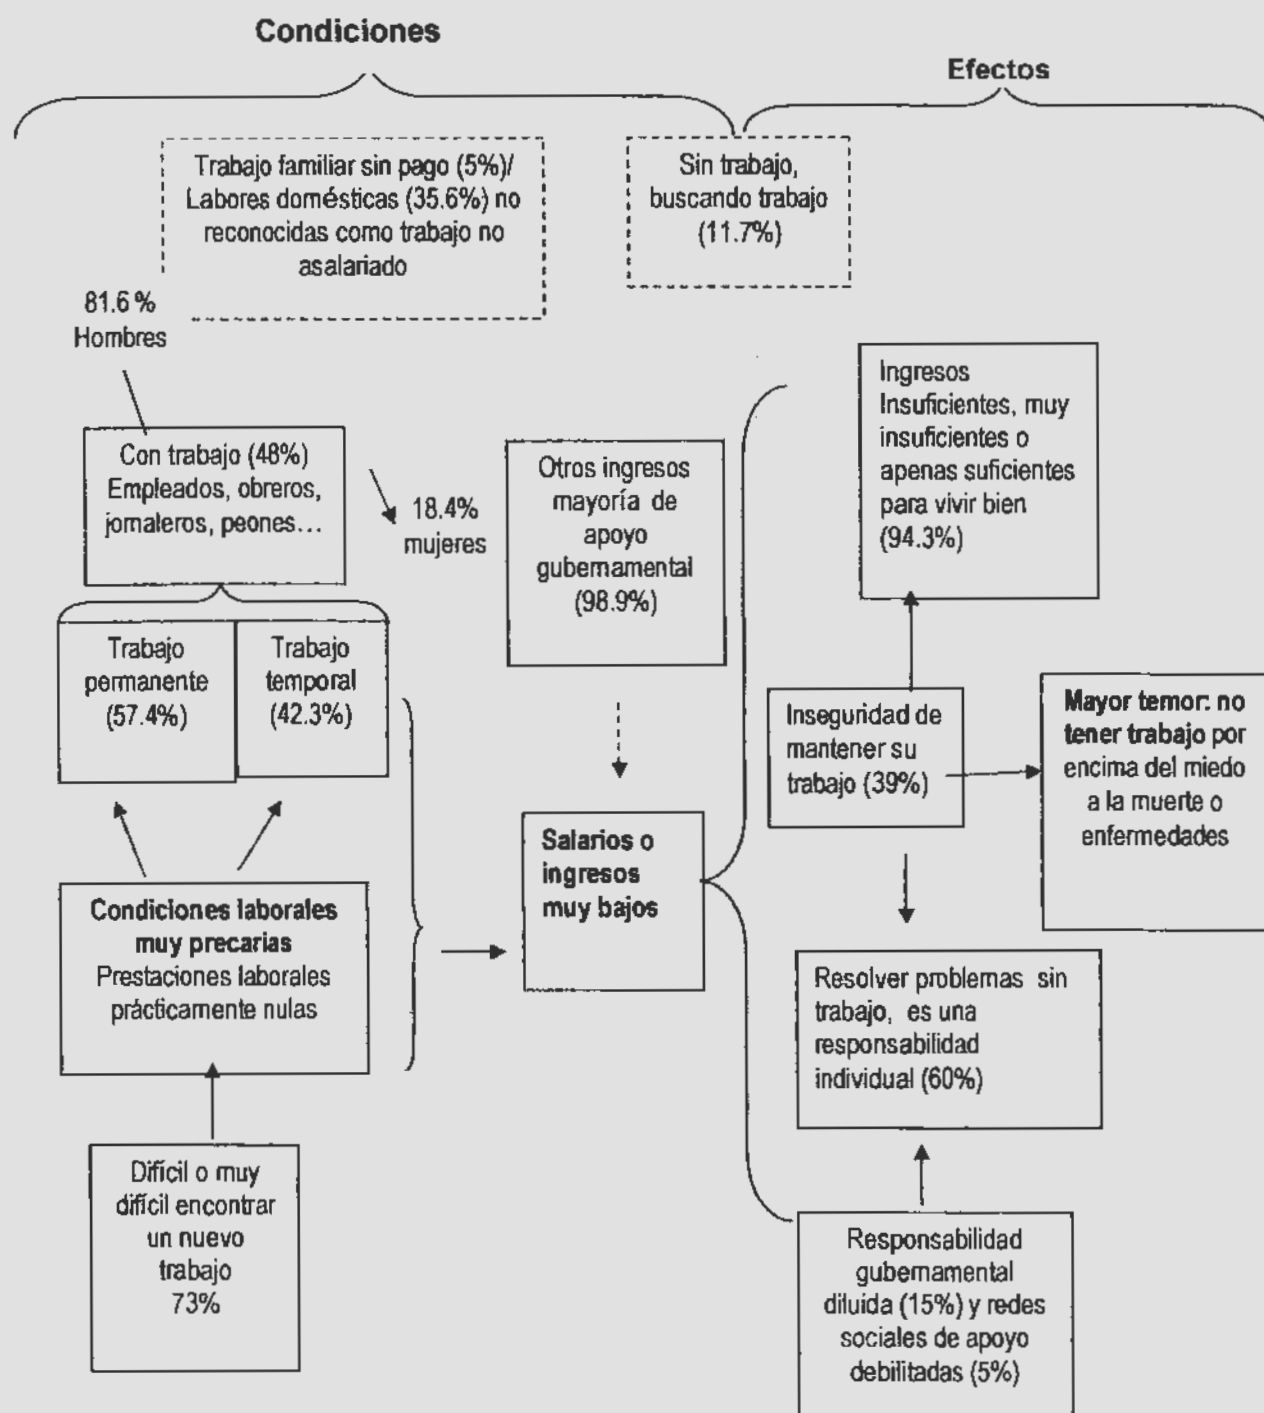 Condiciones
Efectos
Trabajo familiar sin pago (5%)/
Labores domésticas (35.6%) no
reconocidas como trabajo no
asalariado
Sin trabajo,
buscando trabajo
(11.7%)
81.6 %
Hombres
Con trabajo (48%)
Empleados, obreros,
jornaleros, peones...
18.4%
mujeres
Otros ingresos
mayoría de
apoyo
gubernamental
(98.9%)
Ingresos
Insuficientes, muy
insuficientes o
apenas suficientes
para vivir bien
(94.3%)
Trabajo
permanente
(57.4%)
Trabajo
temporal
(42.3%)
Inseguridad de
mantener su
trabajo (39%)
Mayor temor: no
tener trabajo por
encima del miedo
a la muerte o
enfermedades
Condiciones laborales
muy precarias
Prestaciones laborales
prácticamente nulas
Salarios o
ingresos
muy bajos
Resolver problemas sin
trabajo, es una
responsabilidad
individual (60%)
Difícil o muy
difícil encontrar
un nuevo
trabajo
73%
Responsabilidad
gubernamental
diluida (15%) y redes
sociales de apoyo
debilitadas (5%)